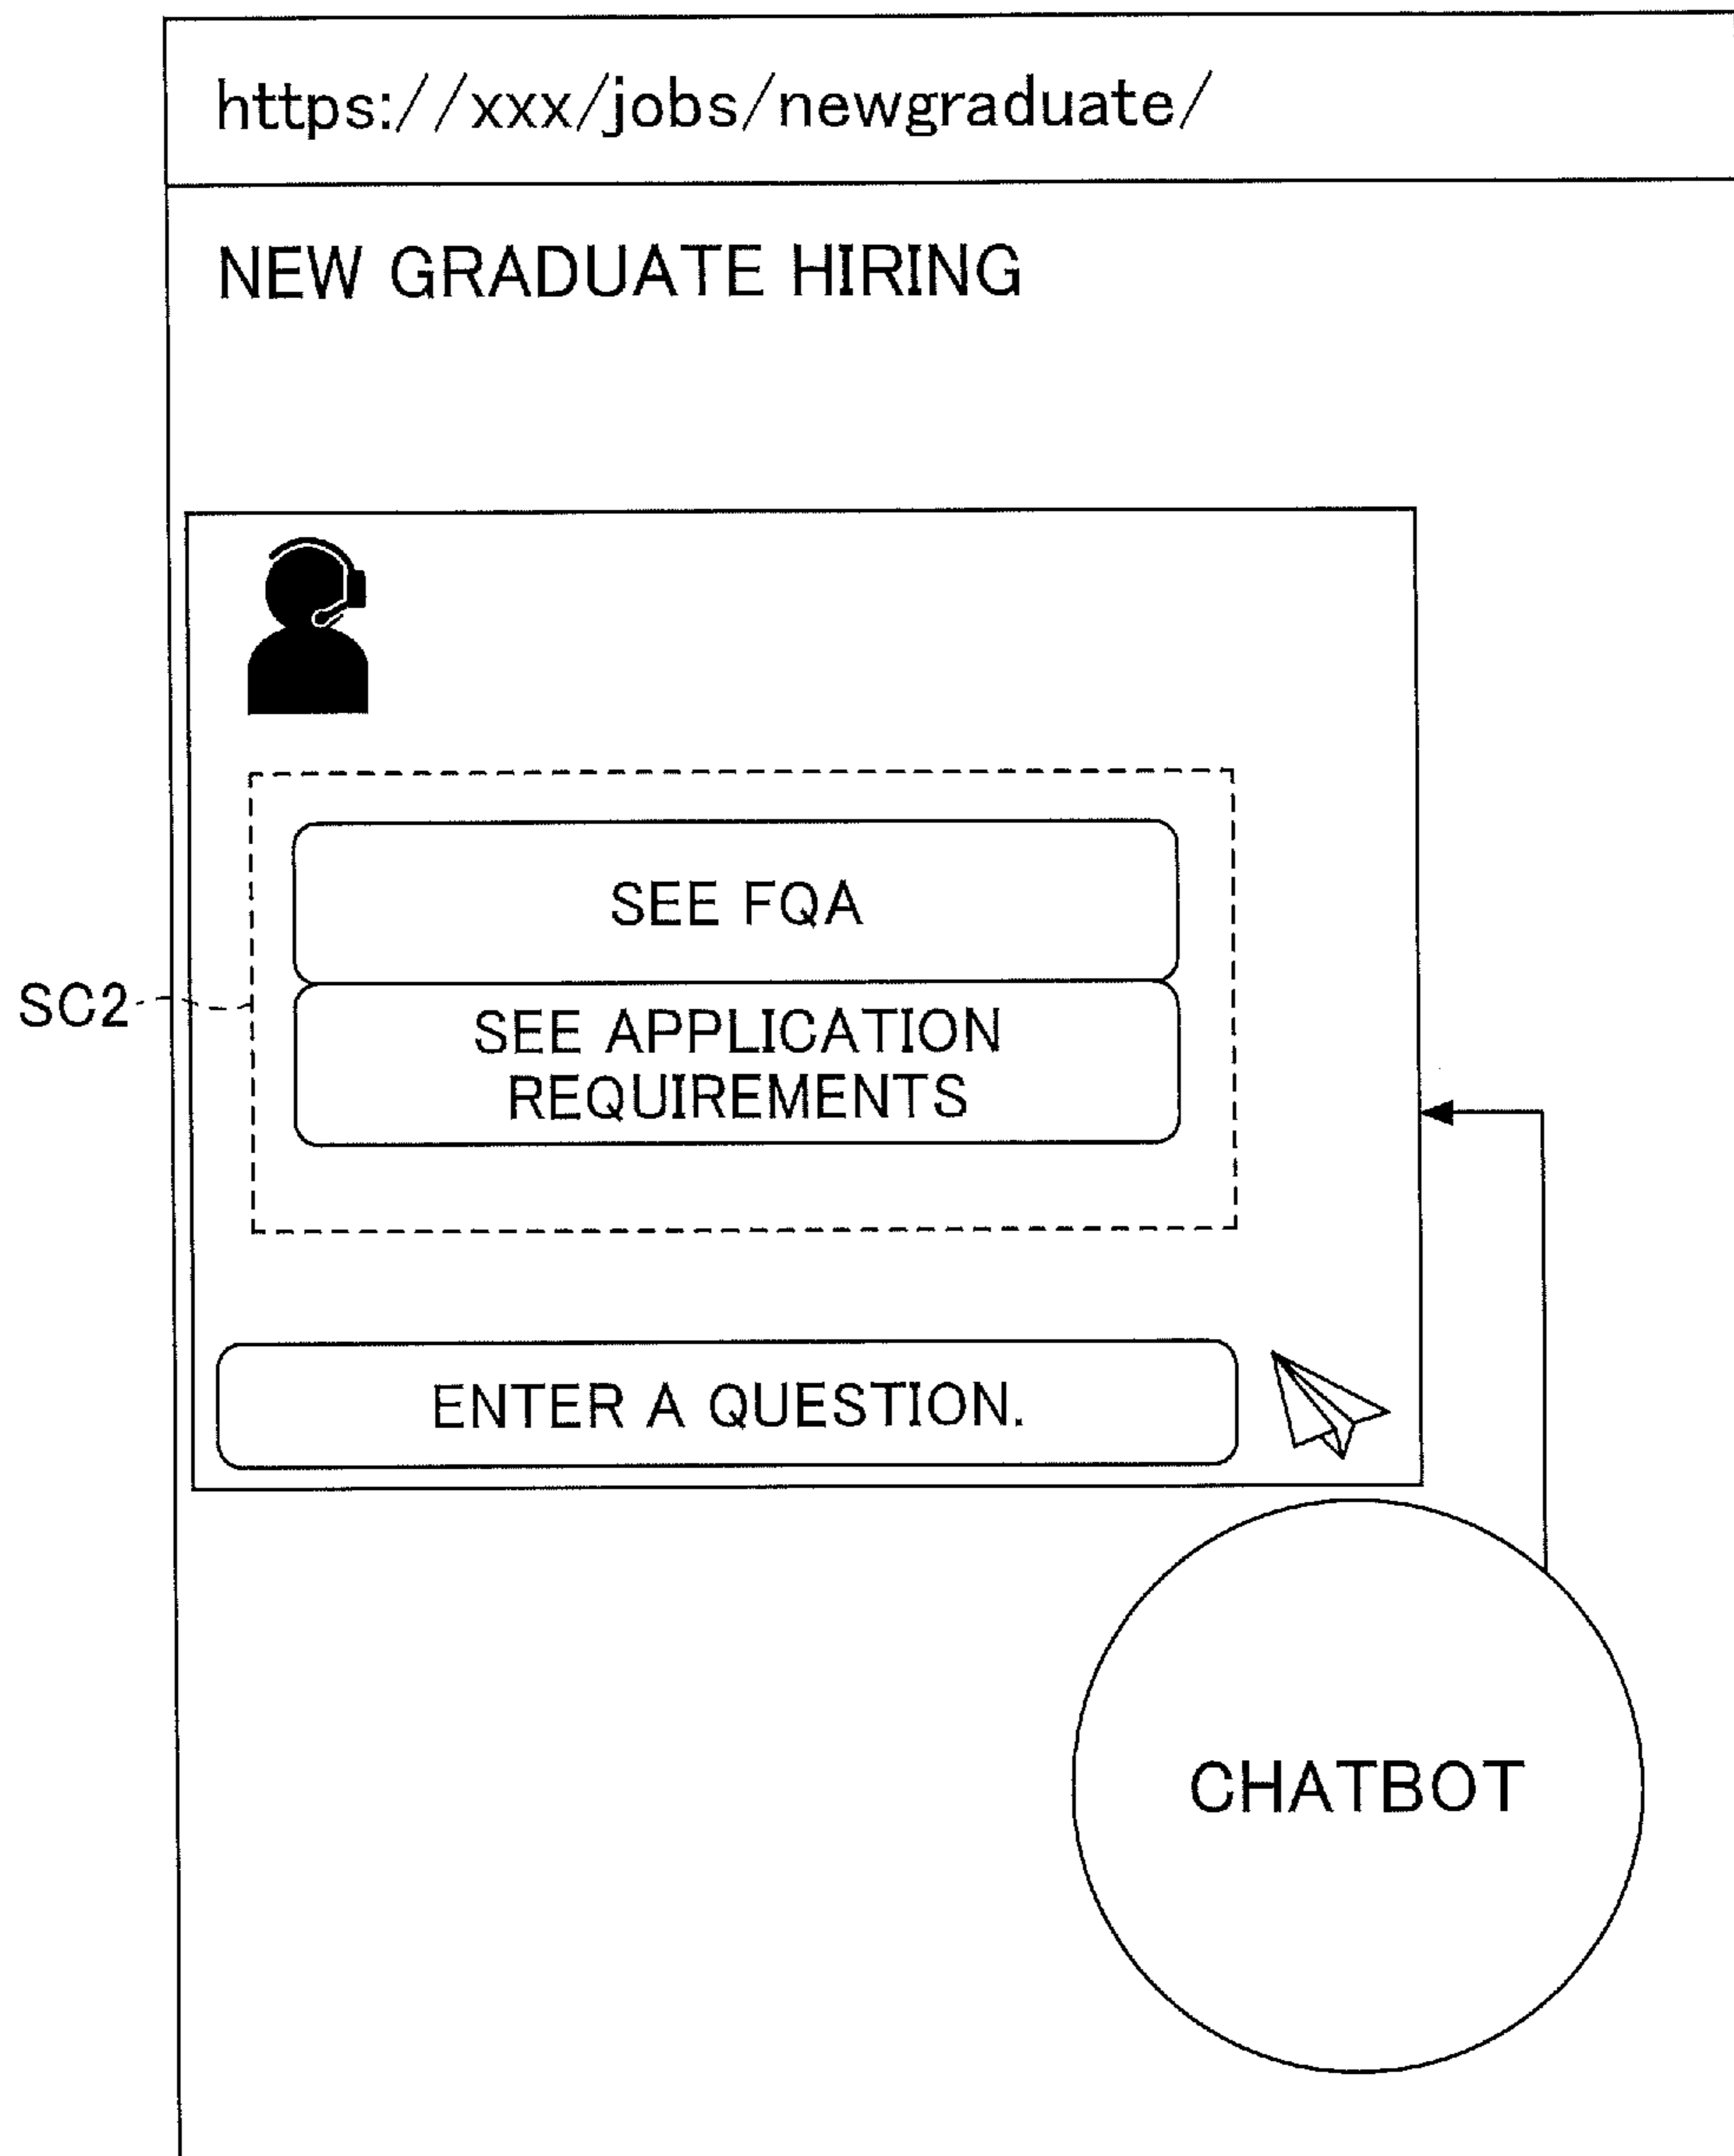 https://xxx/jobs/newgraduate/
NEW GRADUATE HIRING
SEE FQA
SC2
SEE APPLICATION
REQUIREMENTS
ENTER A QUESTION.
CHATBOT